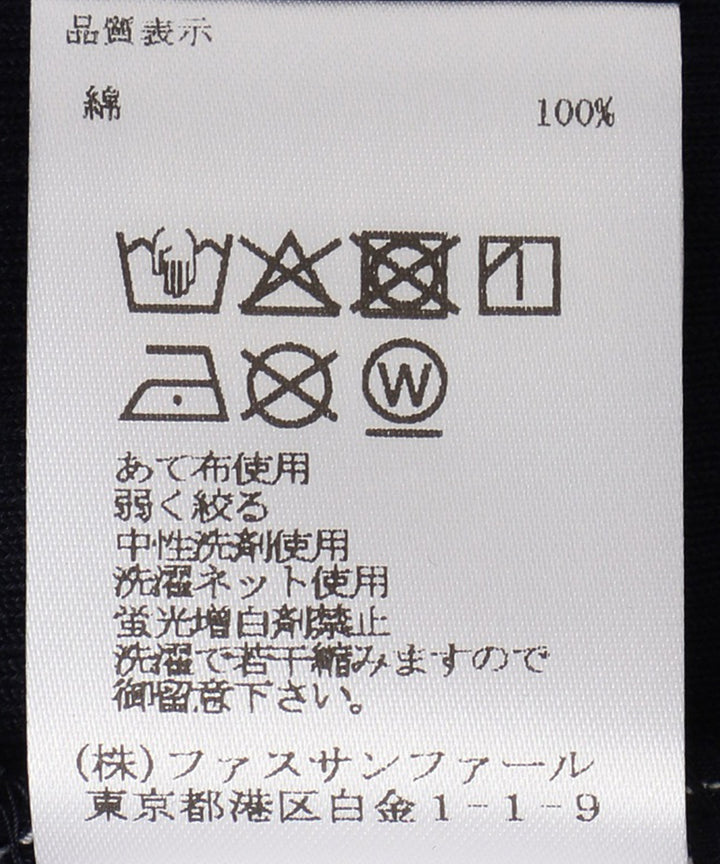 品質表示
綿 100%
W
あて布使用
弱く絞る
中性洗剤使用
洗濯ネット使用
蛍光増白剤禁止
洗濯で若干縮みますので
御留意下さい。
(株)ファスサンファール
東京都港区白金1-1-9